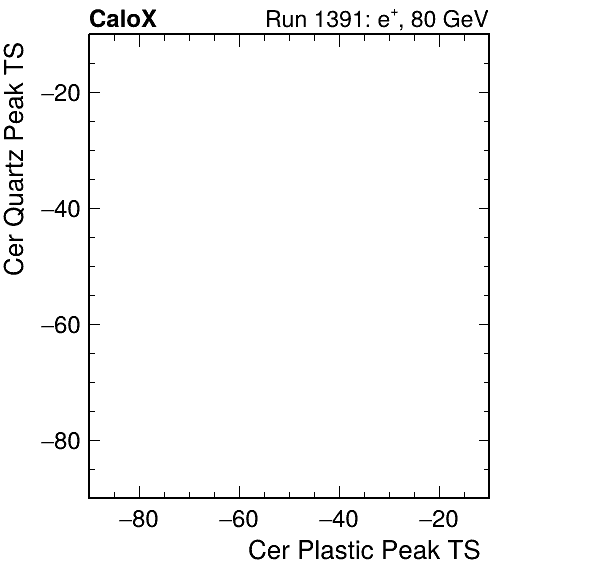 CaloX Run 1391: e⁺, 80 GeV
Cer Quartz Peak TS
−20
−40
−60
−80
−80 −60 −40 −20
Cer Plastic Peak TS